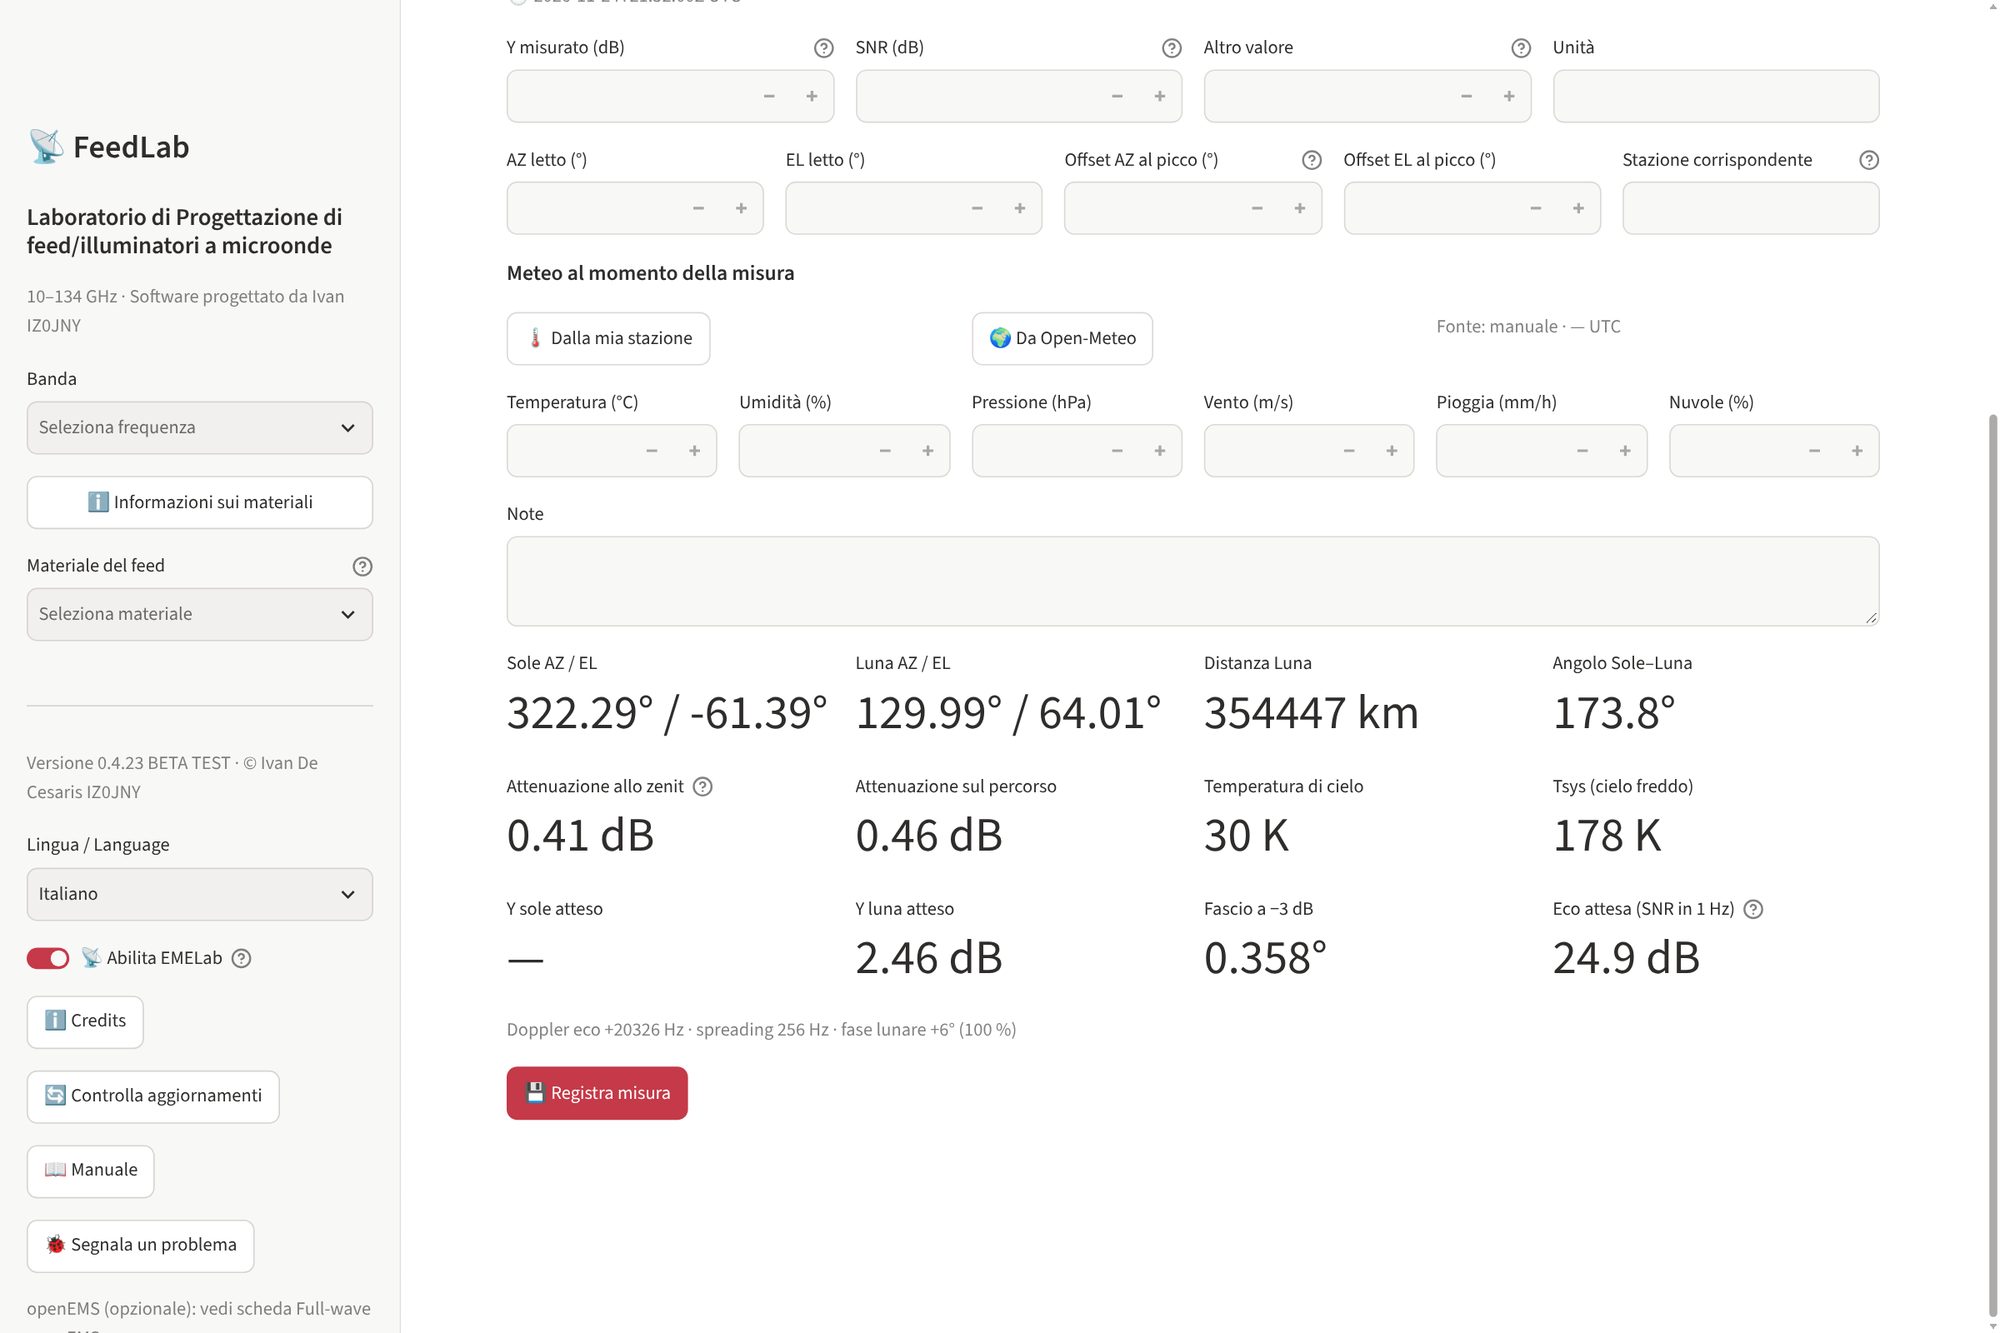 FeedLab
Laboratorio di Progettazione di
feed/illuminatori a microonde
10–134 GHz · Software progettato da Ivan
IZ0JNY
Banda
Seleziona frequenza
Informazioni sui materiali
Materiale del feed
Seleziona materiale
Versione 0.4.23 BETA TEST · © Ivan De
Cesaris IZ0JNY
Lingua / Language
Italiano
Abilita EMELab
Credits
Controlla aggiornamenti
Manuale
Segnala un problema
openEMS (opzionale): vedi scheda Full-wave
Y misurato (dB)
SNR (dB)
Altro valore
Unità
AZ letto (°)
EL letto (°)
Offset AZ al picco (°)
Offset EL al picco (°)
Stazione corrispondente
Meteo al momento della misura
Dalla mia stazione
Da Open-Meteo
Fonte: manuale · — UTC
Temperatura (°C)
Umidità (%)
Pressione (hPa)
Vento (m/s)
Pioggia (mm/h)
Nuvole (%)
Note
Sole AZ / EL
322.29° / -61.39°
Luna AZ / EL
129.99° / 64.01°
Distanza Luna
354447 km
Angolo Sole–Luna
173.8°
Attenuazione allo zenit
0.41 dB
Attenuazione sul percorso
0.46 dB
Temperatura di cielo
30 K
Tsys (cielo freddo)
178 K
Y sole atteso
—
Y luna atteso
2.46 dB
Fascio a −3 dB
0.358°
Eco attesa (SNR in 1 Hz)
24.9 dB
Doppler eco +20326 Hz · spreading 256 Hz · fase lunare +6° (100 %)
Registra misura